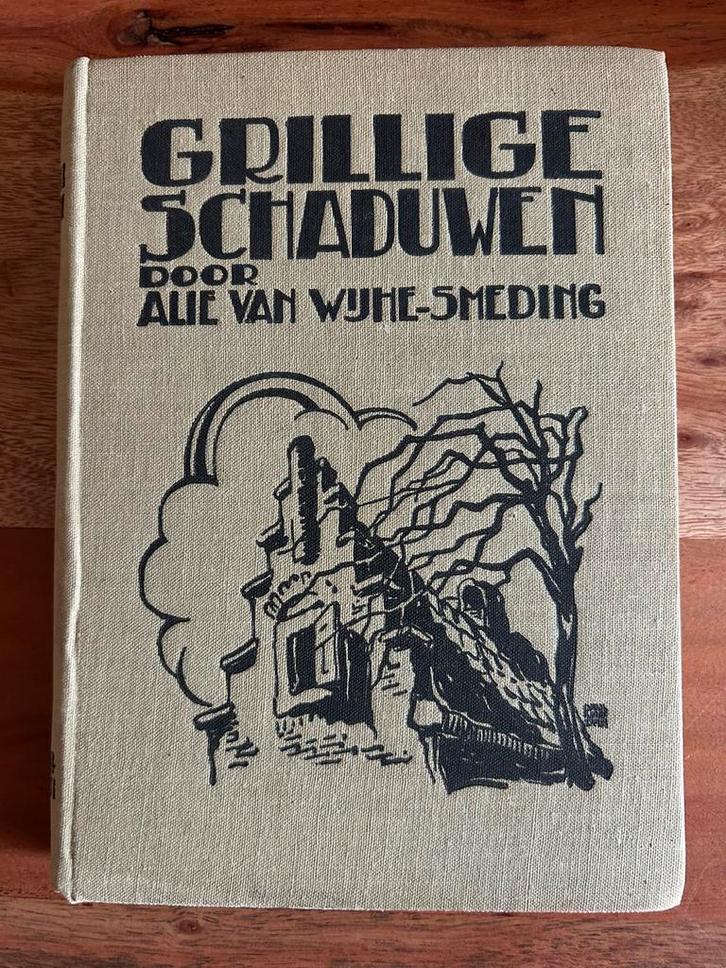 GRILLIGE
SCHADUWEN
DOOR
ALIE VAN WIJHE-SMEDING